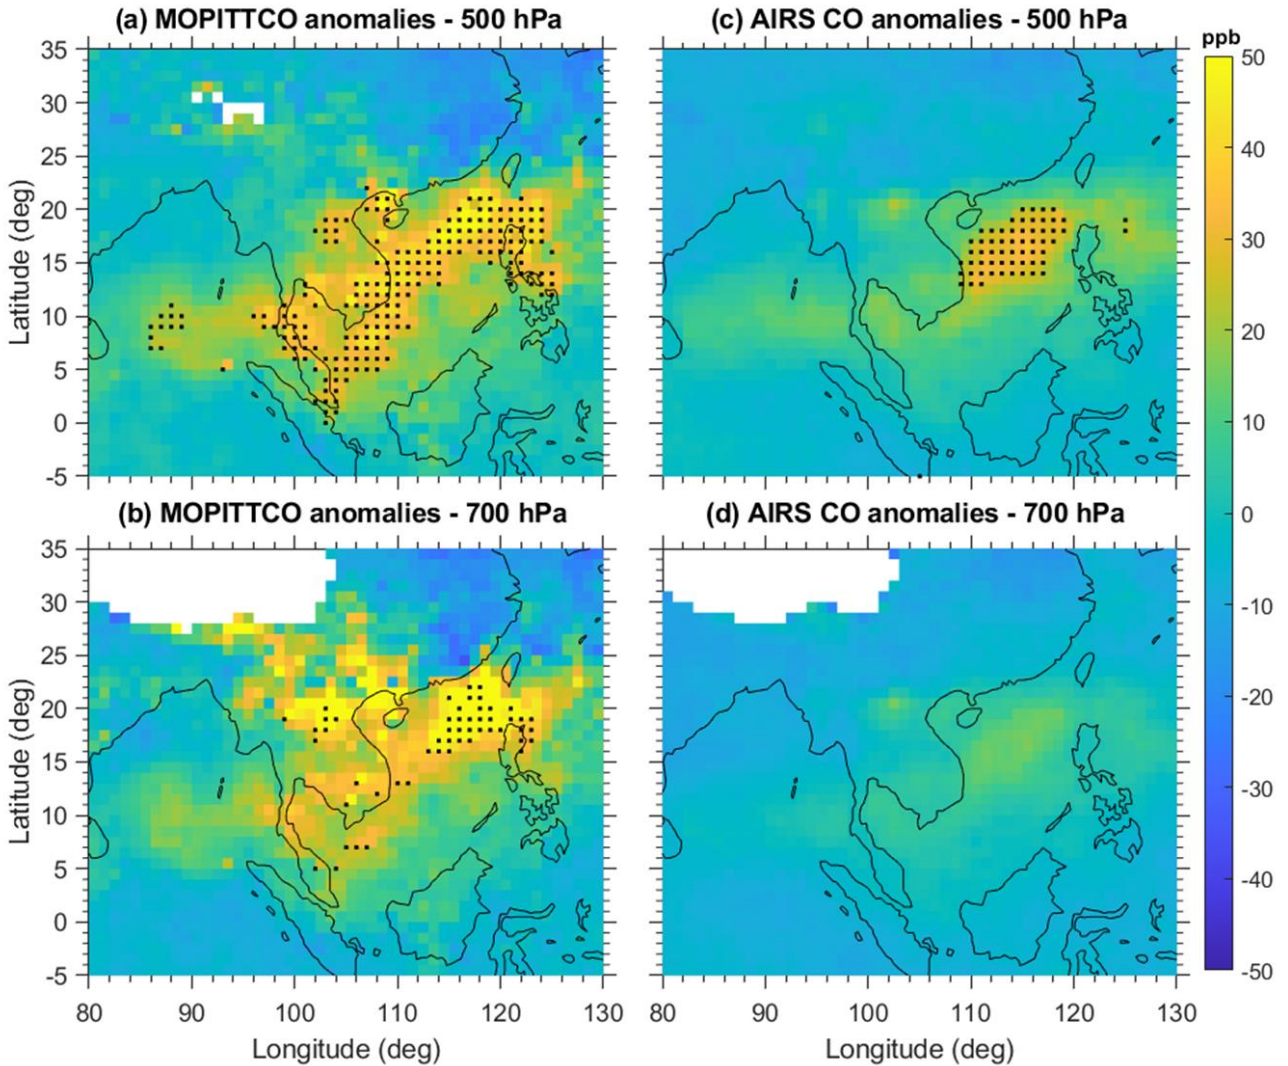 (a) MOPITTCO anomalies - 500 hPa
(c) AIRS CO anomalies - 500 hPa
ppb
35
30
25
20
15
10
5
0
-5
Latitude (deg)
50
40
30
20
10
0
-10
-20
-30
-40
-50
(b) MOPITTCO anomalies - 700 hPa
(d) AIRS CO anomalies - 700 hPa
35
30
25
20
15
10
5
0
-5
Latitude (deg)
80 90 100 110 120 130
80 90 100 110 120 130
Longitude (deg)
Longitude (deg)